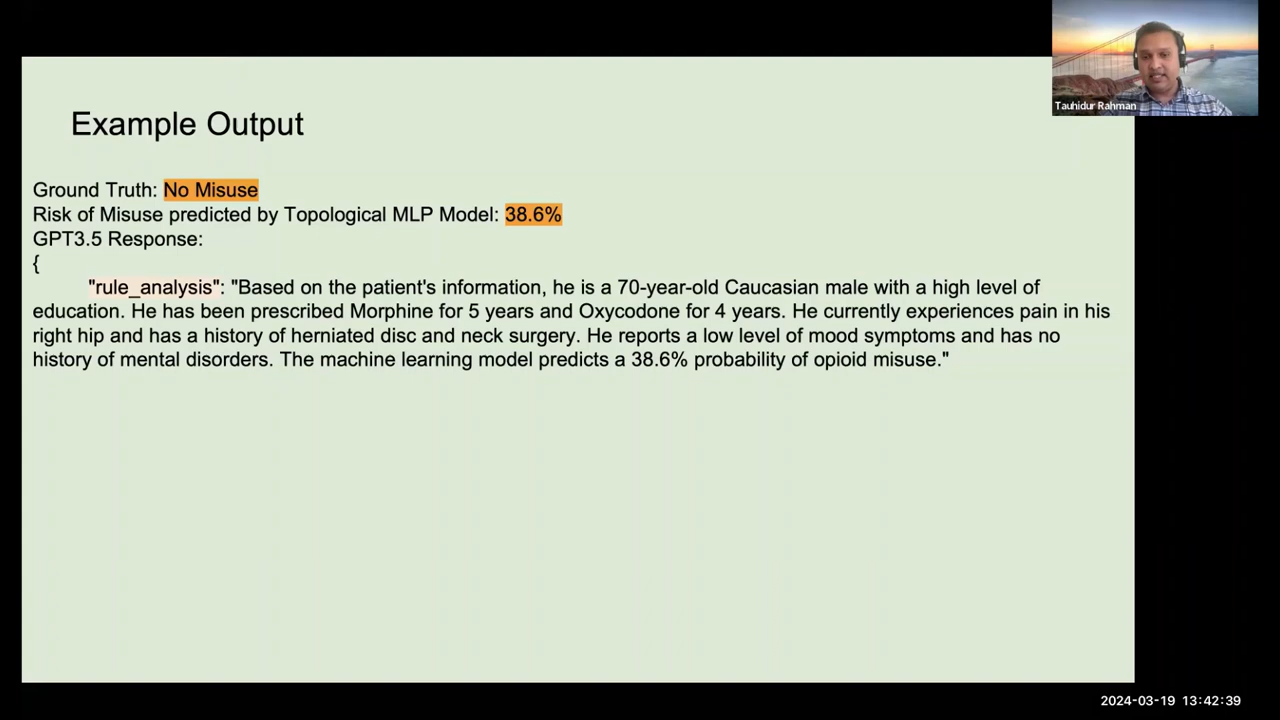 Tauhidur Rahman
Example Output
Ground Truth: No Misuse
Risk of Misuse predicted by Topological MLP Model: 38.6%
GPT3.5 Response:
{
"rule_analysis": "Based on the patient's information, he is a 70-year-old Caucasian male with a high level of
education. He has been prescribed Morphine for 5 years and Oxycodone for 4 years. He currently experiences pain in his
right hip and has a history of herniated disc and neck surgery. He reports a low level of mood symptoms and has no
history of mental disorders. The machine learning model predicts a 38.6% probability of opioid misuse."
2024-03-19 13:42:39